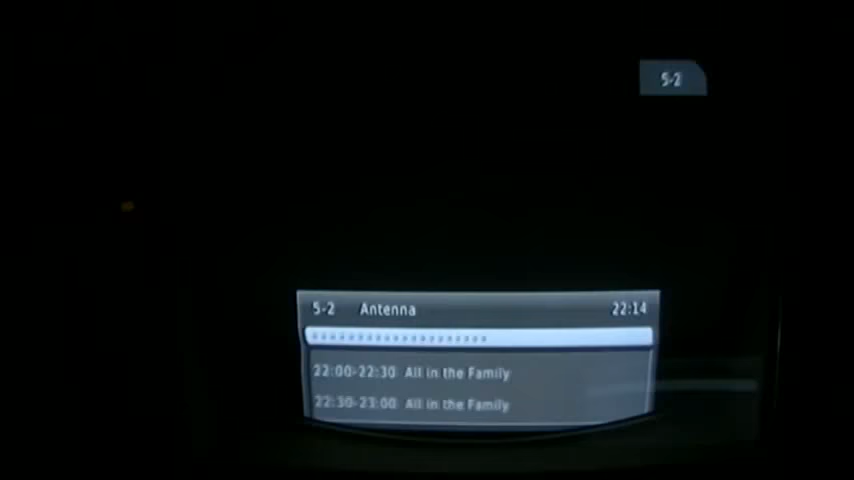 5-2
5-2 Antenna 22:14
22:00-22:30 All in the Family
22:30-23:00 All in the Family